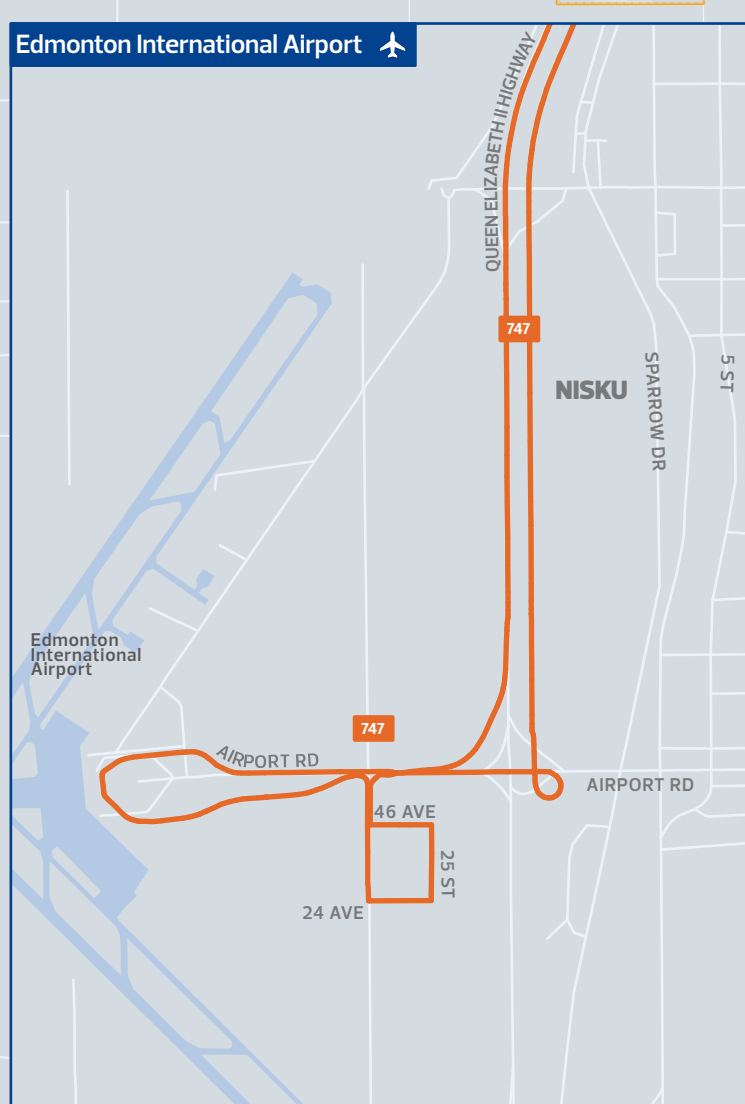 Edmonton International Airport
QUEEN ELIZABETH II HIGHWAY
747
NISKU
SPARROW DR
5 ST
Edmonton
International
Airport
747
AIRPORT RD
AIRPORT RD
46 AVE
25 ST
24 AVE